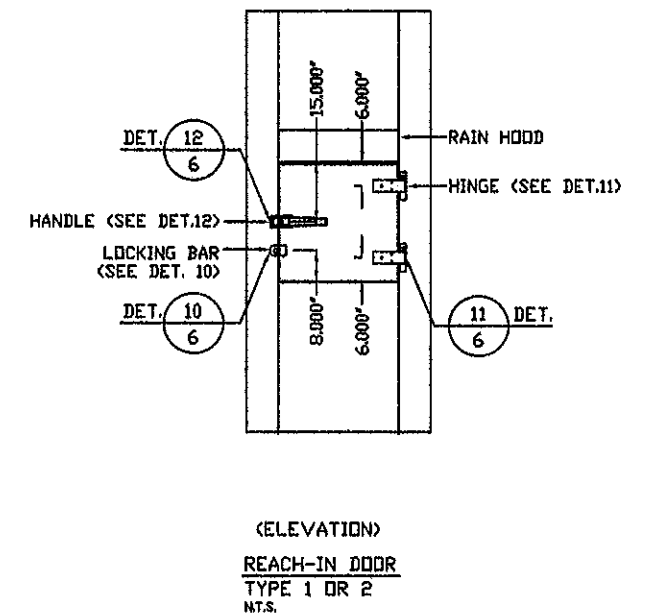 15.000"
6.000"
DET. 12
6
RAIN HOOD
HINGE (SEE DET.11)
HANDLE (SEE DET.12)
LOCKING BAR
(SEE DET. 10)
DET. 10
6
8.000"
6.000"
11 DET.
6
(ELEVATION)
REACH-IN DOOR
TYPE 1 OR 2
N.T.S.